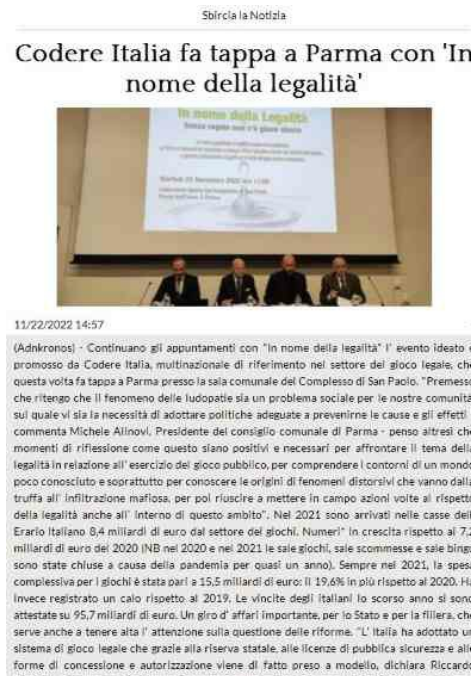 Sbircia la Notizia
Codere Italia fa tappa a Parma con 'In
nome della legalità'
In nome della Legalità
Senza regole non c'è gioco sicuro
11/22/2022 14:57
(Adnkronos) - Continuano gli appuntamenti con "In nome della legalità" l' evento ideato e
promosso da Codere Italia, multinazionale di riferimento nel settore del gioco legale, che
questa volta fa tappa a Parma presso la sala comunale del Complesso di San Paolo. "Premesso
che ritengo che il fenomeno delle ludopatie sia un problema sociale per le nostre comunità
sul quale vi sia la necessità di adottare politiche adeguate a prevenirne le cause e gli effetti -
commenta Michele Alinovi, Presidente del consiglio comunale di Parma - penso altresì che
momenti di riflessione come questo siano positivi e necessari per affrontare il tema della
legalità in relazione all' esercizio del gioco pubblico, per comprendere i contorni di un mondo
poco conosciuto e soprattutto per conoscere le origini di fenomeni distorsivi che vanno dalla
truffa all' infiltrazione mafiosa, per poi riuscire a mettere in campo azioni volte al rispetto
della legalità anche all' interno di questo ambito". Nel 2021 sono arrivati nelle casse dell
Erario Italiano 8,4 miliardi di euro dal settore dei giochi. Numeri" in crescita rispetto ai 7,2
miliardi di euro del 2020 (NB nel 2020 e nel 2021 le sale giochi, sale scommesse e sale bingo
sono state chiuse a causa della pandemia per quasi un anno). Sempre nel 2021, la spesa
complessiva per i giochi è stata pari a 15,5 miliardi di euro: il 19,6% in più rispetto al 2020. Ha
invece registrato un calo rispetto al 2019. Le vincite degli italiani lo scorso anno si sono
attestate su 95,7 miliardi di euro. Un giro d' affari importante, per lo Stato e per la filiera, che
serve anche a tenere alta l' attenzione sulla questione delle riforme. "L' Italia ha adottato un
sistema di gioco legale che grazie alla riserva statale, alle licenze di pubblica sicurezza e alle
forme di concessione e autorizzazione viene di fatto preso a modello, dichiara Riccardo